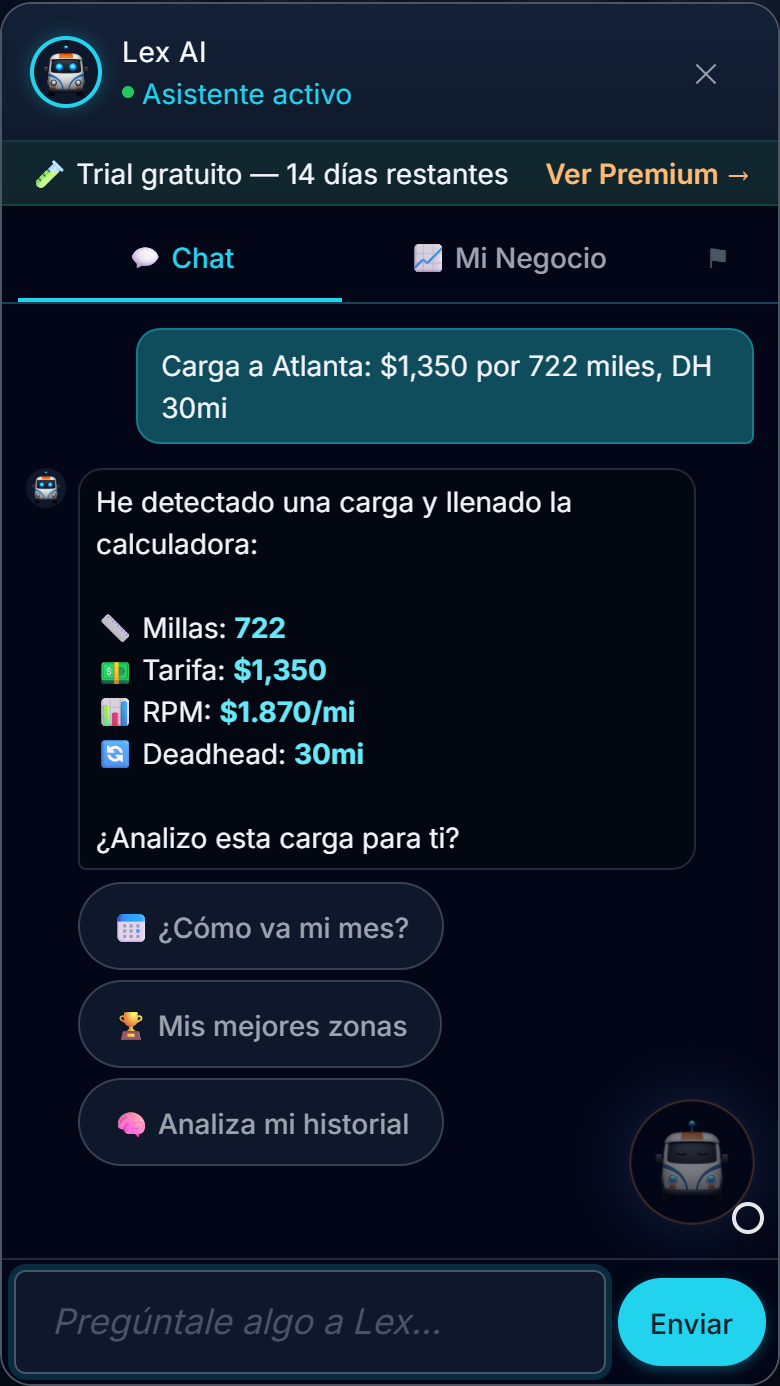 Lex AI
Asistente activo
Trial gratuito — 14 días restantes Ver Premium →
Chat Mi Negocio
Carga a Atlanta: $1,350 por 722 miles, DH
30mi
He detectado una carga y llenado la
calculadora:
Millas: 722
Tarifa: $1,350
RPM: $1.870/mi
Deadhead: 30mi
¿Analizo esta carga para ti?
¿Cómo va mi mes?
Mis mejores zonas
Analiza mi historial
Pregúntale algo a Lex...
Enviar